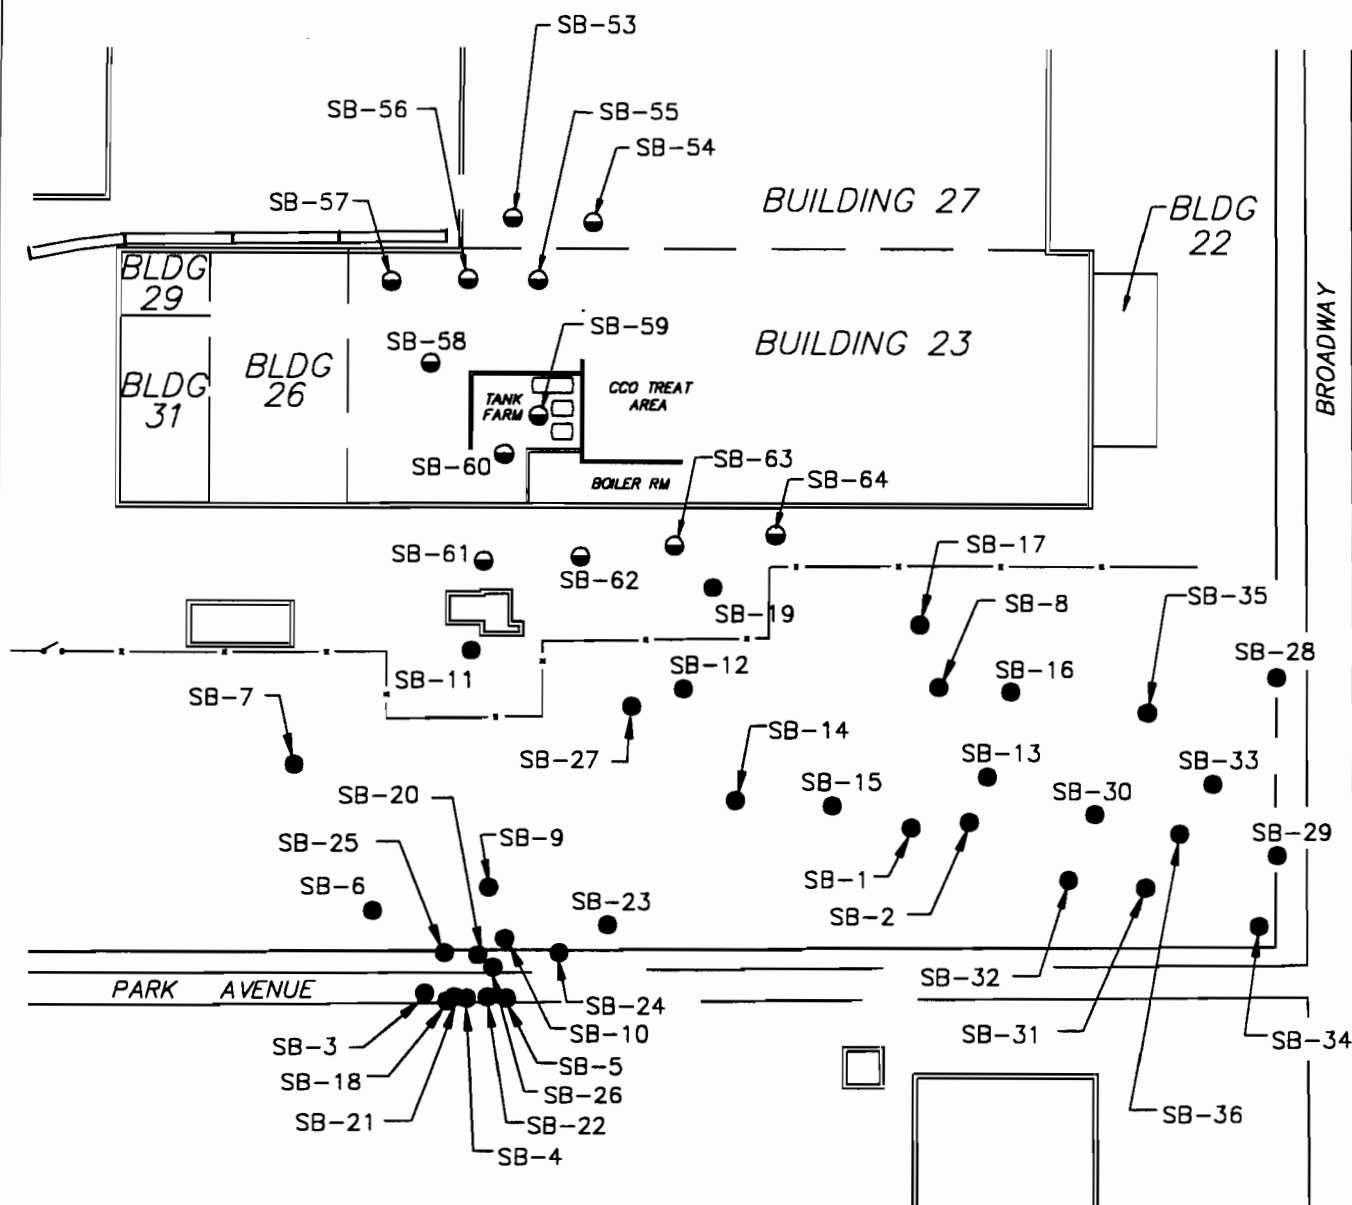 SB-53
SB-56
SB-55
SB-54
SB-57
BUILDING 27
BLDG
22
BLDG
29
BROADWAY
SB-59
SB-58
BUILDING 23
BLDG
26
BLDG
31
TANK
FARM
CCO TREAT
AREA
SB-60
SB-63
BOILER RM
SB-64
SB-61
SB-62
SB-17
SB-19
SB-8
SB-35
SB-12
SB-16
SB-28
SB-11
SB-7
SB-27
SB-14
SB-13
SB-33
SB-15
SB-30
SB-20
SB-25
SB-9
SB-29
SB-6
SB-1
SB-23
SB-2
SB-32
PARK AVENUE
SB-24
SB-10
SB-31
SB-34
SB-3
SB-5
SB-18
SB-26
SB-21
SB-22
SB-36
SB-4